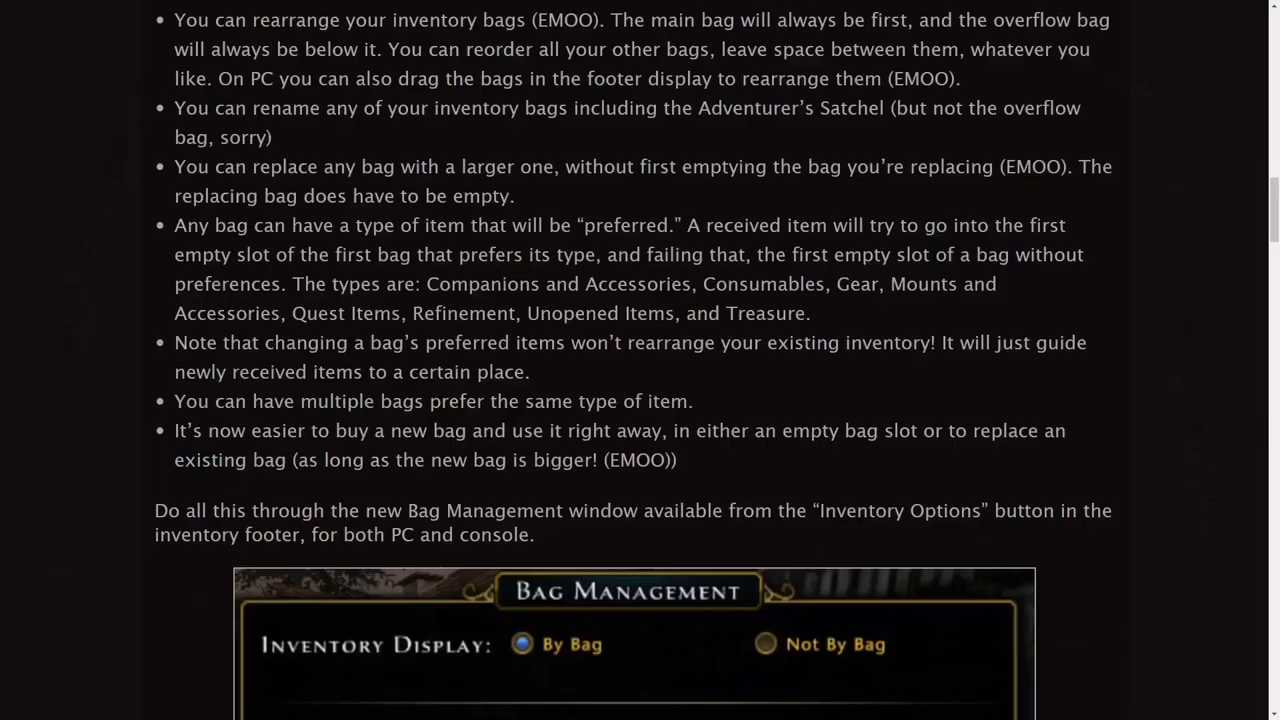 • You can rearrange your inventory bags (EMOO). The main bag will always be first, and the overflow bag
will always be below it. You can reorder all your other bags, leave space between them, whatever you
like. On PC you can also drag the bags in the footer display to rearrange them (EMOO).
• You can rename any of your inventory bags including the Adventurer’s Satchel (but not the overflow
bag, sorry)
• You can replace any bag with a larger one, without first emptying the bag you’re replacing (EMOO). The
replacing bag does have to be empty.
• Any bag can have a type of item that will be “preferred.” A received item will try to go into the first
empty slot of the first bag that prefers its type, and failing that, the first empty slot of a bag without
preferences. The types are: Companions and Accessories, Consumables, Gear, Mounts and
Accessories, Quest Items, Refinement, Unopened Items, and Treasure.
• Note that changing a bag’s preferred items won’t rearrange your existing inventory! It will just guide
newly received items to a certain place.
• You can have multiple bags prefer the same type of item.
• It’s now easier to buy a new bag and use it right away, in either an empty bag slot or to replace an
existing bag (as long as the new bag is bigger! (EMOO))
Do all this through the new Bag Management window available from the “Inventory Options” button in the
inventory footer, for both PC and console.
Bag Management
Inventory Display: By Bag Not By Bag